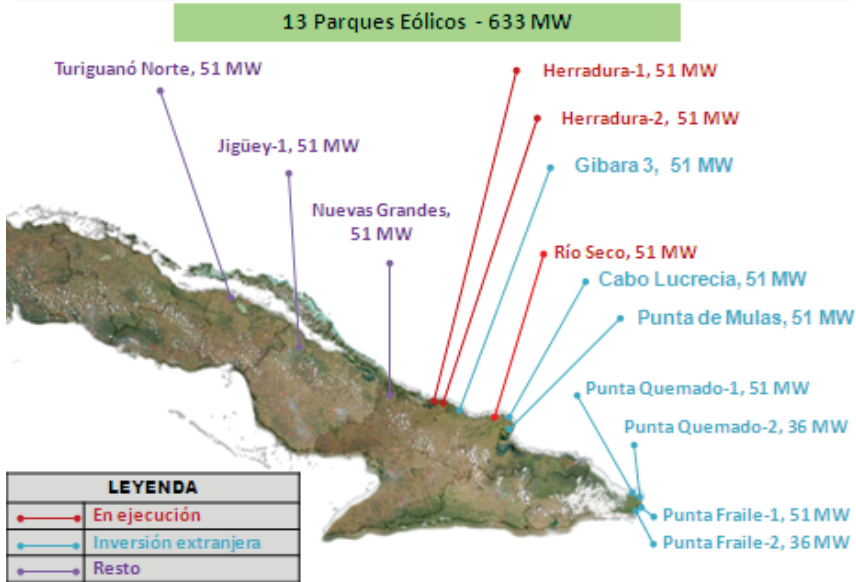 13 Parques Eólicos - 633 MW
Turiguanó Norte, 51 MW
Herradura-1, 51 MW
Herradura-2, 51 MW
Jigüey-1, 51 MW
Gibara 3, 51 MW
Nuevas Grandes,
51 MW
Río Seco, 51 MW
Cabo Lucrecia, 51 MW
Punta de Mulas, 51 MW
Punta Quemado-1, 51 MW
Punta Quemado-2, 36 MW
Punta Fraile-1, 51 MW
Punta Fraile-2, 36 MW
LEYENDA
En ejecución
Inversión extranjera
Resto